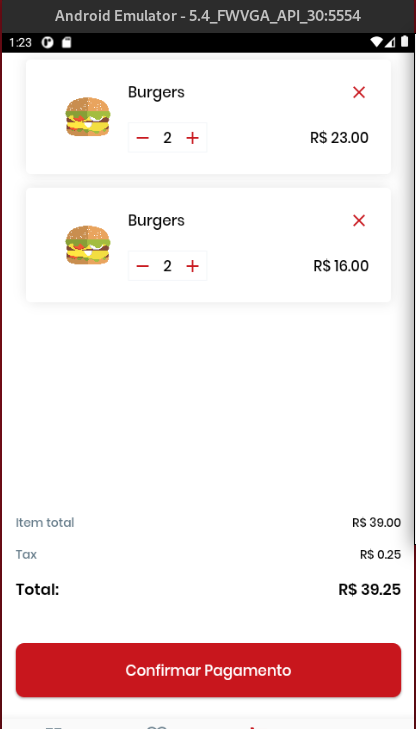 Android Emulator - 5.4_FWVGA_API_30:5554
1:23
Burgers
2
R$ 23.00
Burgers
2
R$ 16.00
Item total R$ 39.00
Tax R$ 0.25
Total: R$ 39.25
Confirmar Pagamento